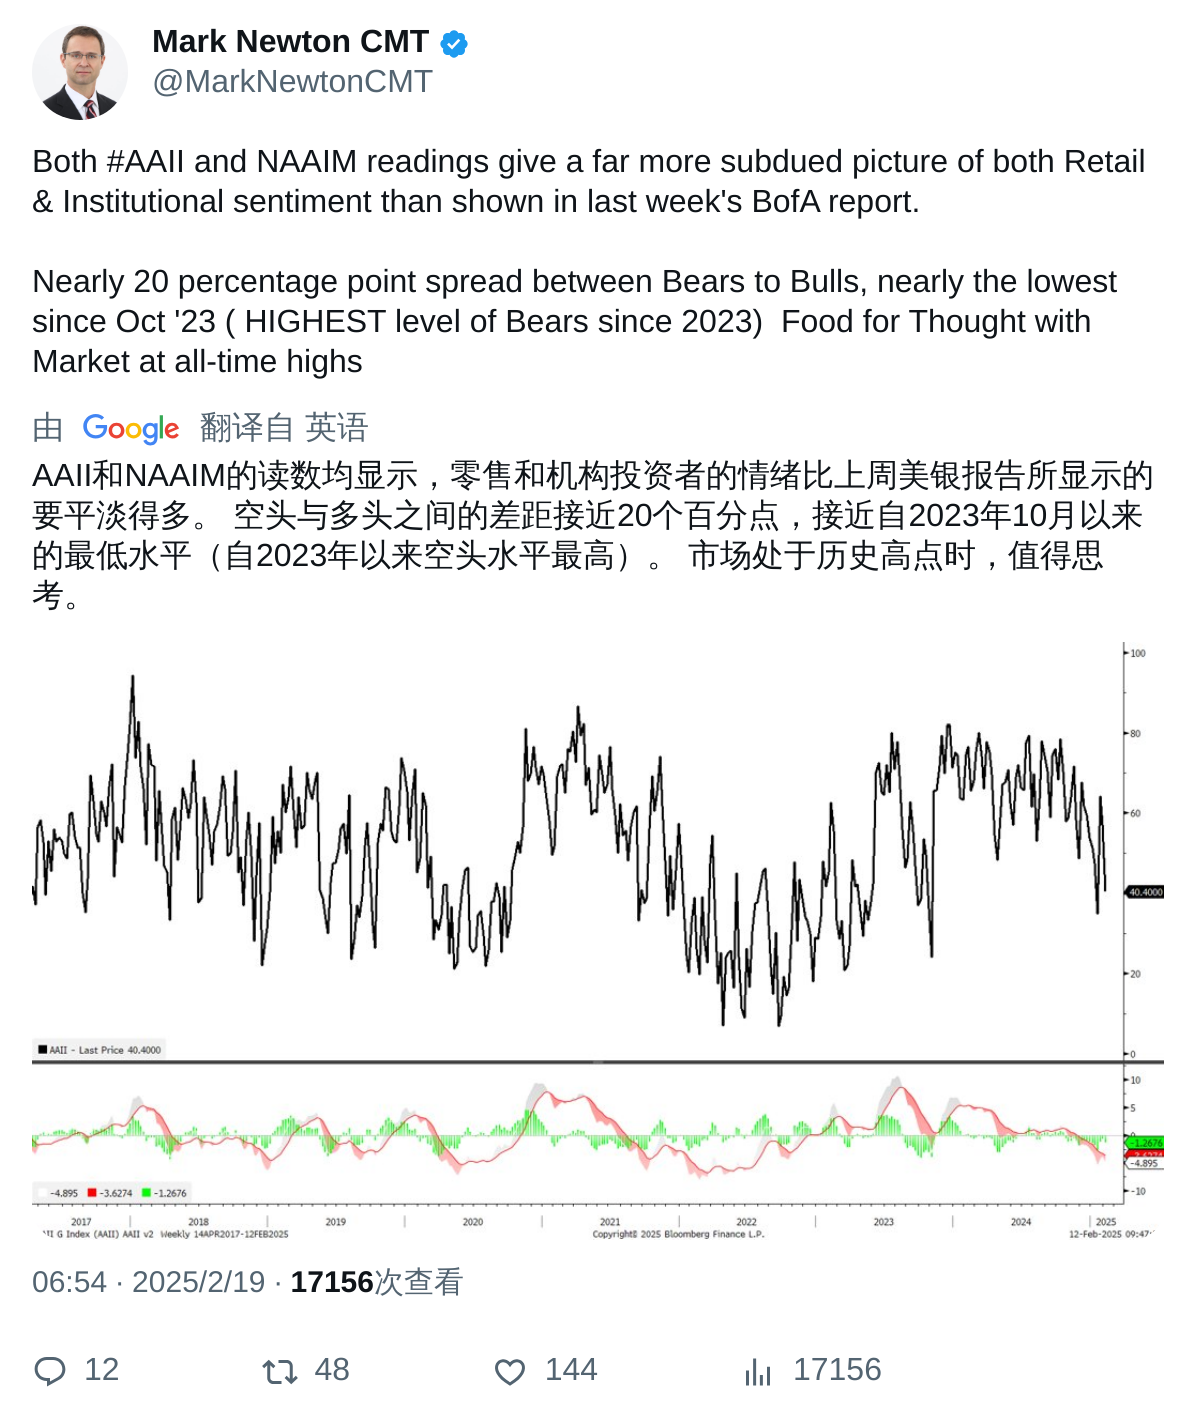 Mark Newton CMT
@MarkNewtonCMT
Both #AAII and NAAIM readings give a far more subdued picture of both Retail
& Institutional sentiment than shown in last week's BofA report.
Nearly 20 percentage point spread between Bears to Bulls, nearly the lowest
since Oct '23 ( HIGHEST level of Bears since 2023)  Food for Thought with
Market at all-time highs
由 Google 翻译自 英语
AAII和NAAIM的读数均显示，零售和机构投资者的情绪比上周美银报告所显示的
要平淡得多。 空头与多头之间的差距接近20个百分点，接近自2023年10月以来
的最低水平（自2023年以来空头水平最高）。 市场处于历史高点时，值得思
考。
100
80
60
40.4000
20
0
AAII - Last Price 40.4000
10
5
0
-1.2676
-3.6274
-4.895
-10
-4.895 -3.6274 -1.2676
2017 2018 2019 2020 2021 2022 2023 2024 2025
G Index (AAII) AAII v2 Weekly 14APR2017-12FEB2025 Copyright© 2025 Bloomberg Finance L.P. 12-Feb-2025 09:47
06:54 · 2025/2/19 · 17156次查看
12 48 144 17156